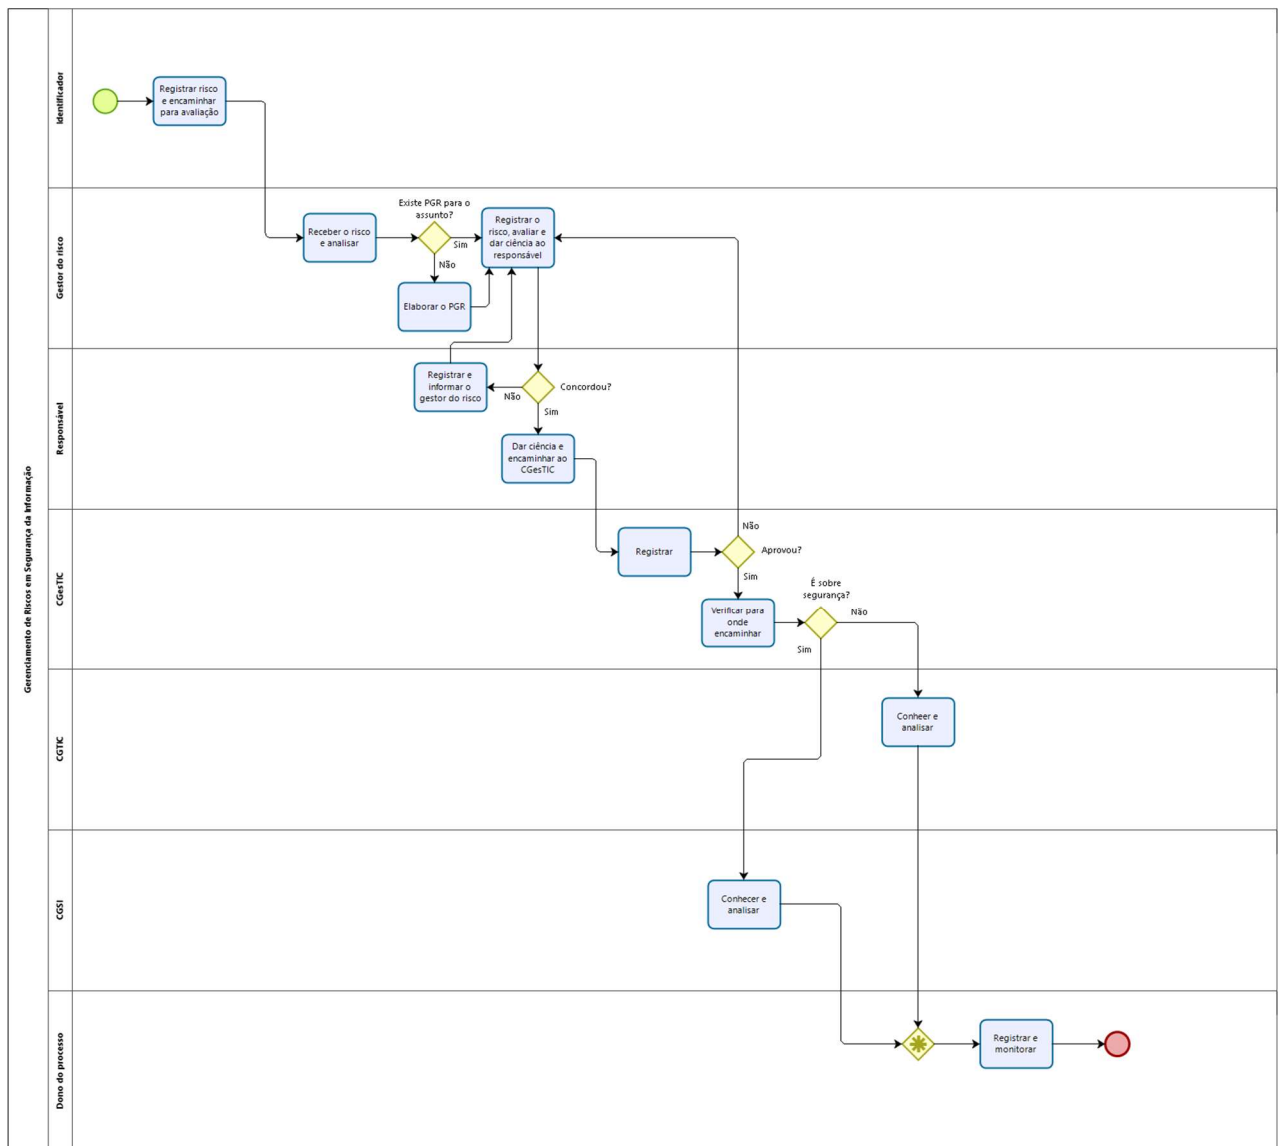 Gerenciamento de Riscos em Segurança da Informação
Identificador
Registrar risco
e encaminhar
para avaliação
Gestor do risco
Receber o risco
e analisar
Existe PGR para o
assunto?
Sim
Não
Registrar o
risco, avaliar e
dar ciência ao
responsável
Elaborar o PGR
Responsável
Registrar e
informar o
gestor do risco
Não
Concordou?
Sim
Dar ciência e
encaminhar ao
CGesTIC
CGesTIC
Registrar
Não
Aprovou?
Sim
Verificar para
onde
encaminhar
É sobre
segurança?
Não
Sim
CGTIC
Conheer e
analisar
CGSI
Conhecer e
analisar
Dono do processo
Registrar e
monitorar